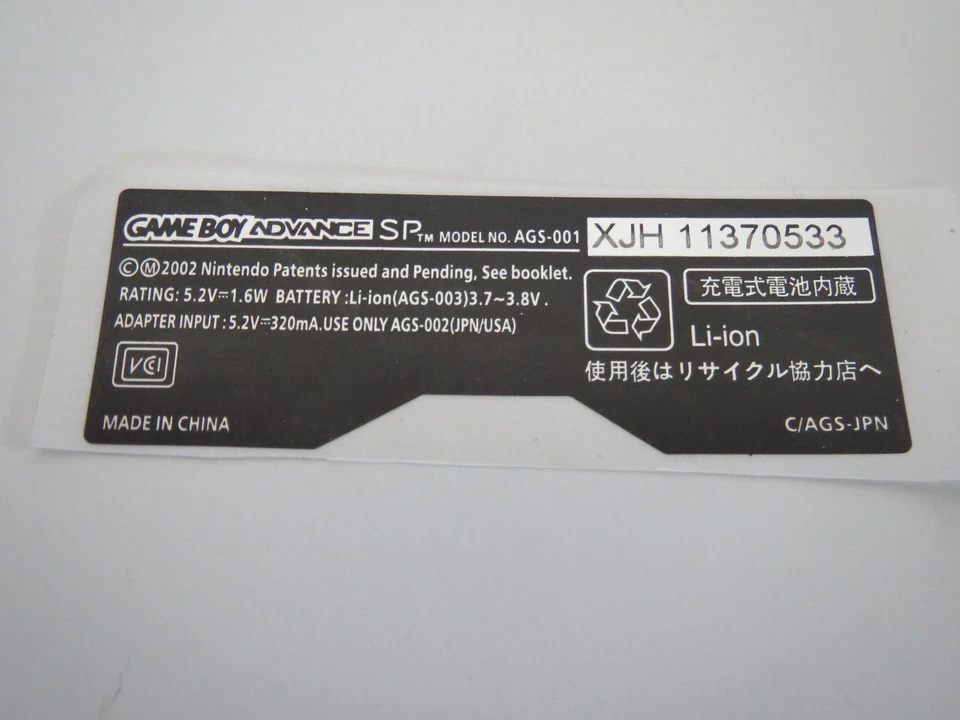 GAME BOY ADVANCE SP™ MODEL NO. AGS-001 XJH 11370533
Ⓒ Ⓜ 2002 Nintendo Patents issued and Pending, See booklet.
RATING: 5.2V⎓1.6W BATTERY :Li-ion(AGS-003)3.7~3.8V .
ADAPTER INPUT : 5.2V⎓320mA.USE ONLY AGS-002(JPN/USA)
VCI
充電式電池内蔵
Li-ion
使用後はリサイクル協力店へ
MADE IN CHINA
C/AGS-JPN